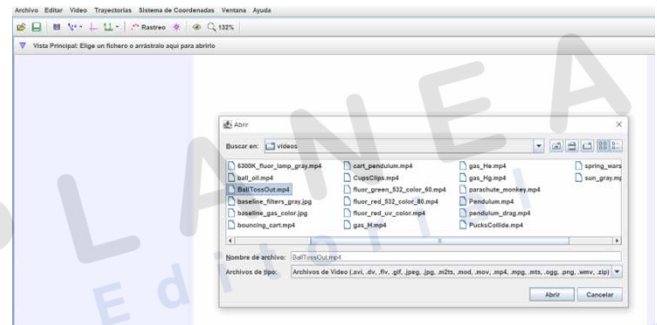 Archivo Editar Video Trayectorias Sistema de Coordenadas Ventana Ayuda
Rastreo 132%
Vista Principal: Elige un fichero o arrástralo aquí para abrirlo
Abrir
Buscar en: videos
6300K_fluor_lamp_gray.mp4 cart_pendulum.mp4 gas_He.mp4 spring_wars
ball_oil.mp4 CupsClips.mp4 gas_Hg.mp4 sun_gray.mp
BallTossOut.mp4 fluor_green_532_color_60.mp4 parachute_monkey.mp4
baseline_filters_gray.jpg fluor_red_532_color_80.mp4 Pendulum.mp4
baseline_gas_color.jpg fluor_red_uv_color.mp4 pendulum_drag.mp4
bouncing_cart.mp4 gas_H.mp4 PucksCollide.mp4
Nombre de archivo: BallTossOut.mp4
Archivos de tipo: Archivos de Video (.avi, .dv, .flv, .gif, .jpeg, .jpg, .m2ts, .mod, .mov, .mp4, .mpg, .mts, .ogg, .png, .wmv, .zip)
Abrir Cancelar
PLANEA
Editorial